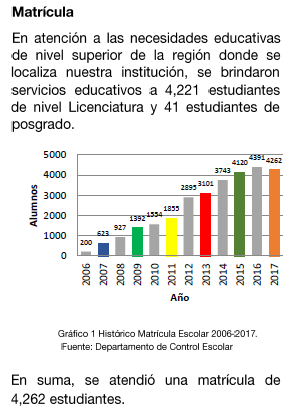 Matrícula
En atención a las necesidades educativas
de nivel superior de la región donde se
localiza nuestra institución, se brindaron
servicios educativos a 4,221 estudiantes
de nivel Licenciatura y 41 estudiantes de
posgrado.
5000
4000
3000
2000
1000
0
Alumnos
200
623
927
1392
1554
1855
2895
3101
3743
4120
4391
4262
2006
2007
2008
2009
2010
2011
2012
2013
2014
2015
2016
2017
Año
Gráfico 1 Histórico Matrícula Escolar 2006-2017.
Fuente: Departamento de Control Escolar
En suma, se atendió una matrícula de
4,262 estudiantes.